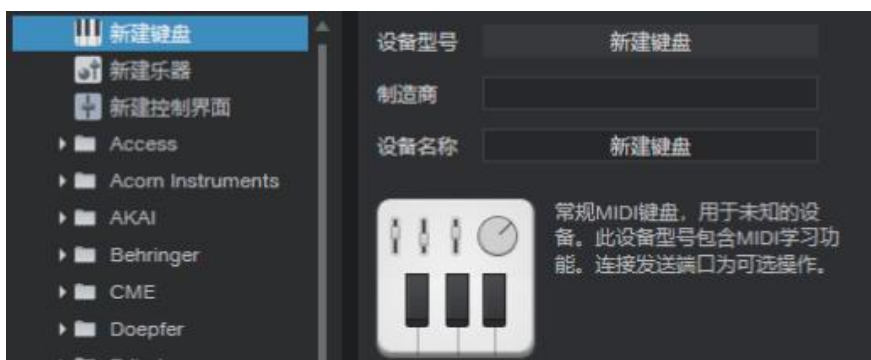 新建键盘
新建乐器
新建控制界面
Access
Acorn Instruments
AKAI
Behringer
CME
Doepfer
设备型号 新建键盘
制造商
设备名称 新建键盘
常规MIDI键盘，用于未知的设
备。此设备型号包含MIDI学习功
能。连接发送端口为可选操作。